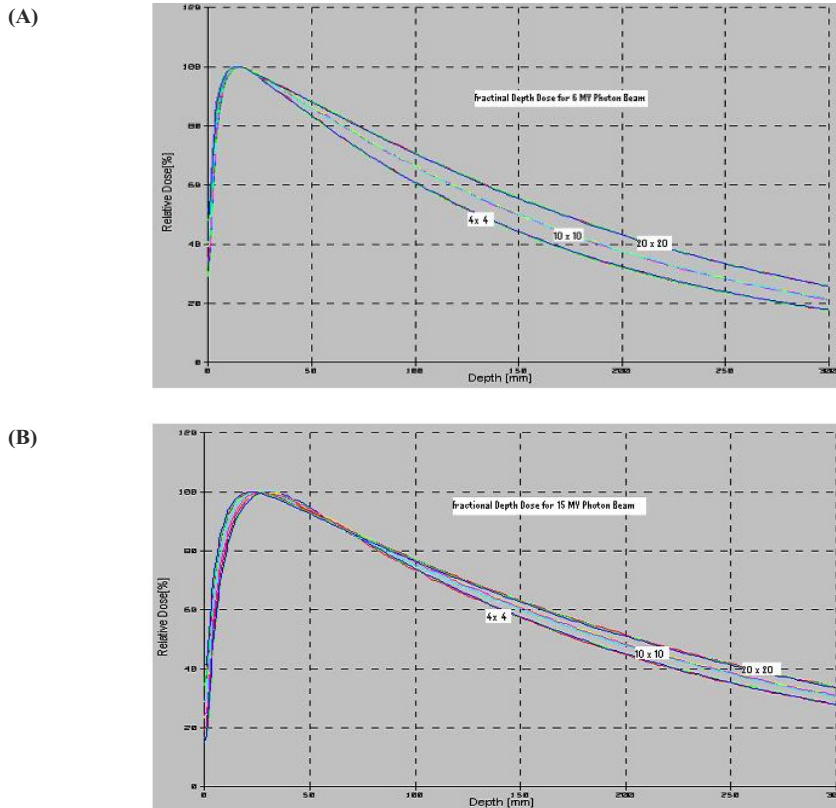 (A)
120
100
80
60
40
20
0
Relative Dose[%]
fractinal Depth Dose for 6 MV Photon Beam
4x 4
10 x 10
20 x 20
0 50 100 150 200 250 300
Depth [mm]
(B)
120
100
80
60
40
20
0
Relative Dose[%]
fractional Depth Dose for 15 MV Photon Beam
4x 4
10 x 10
20 x 20
0 50 100 150 200 250 300
Depth [mm]